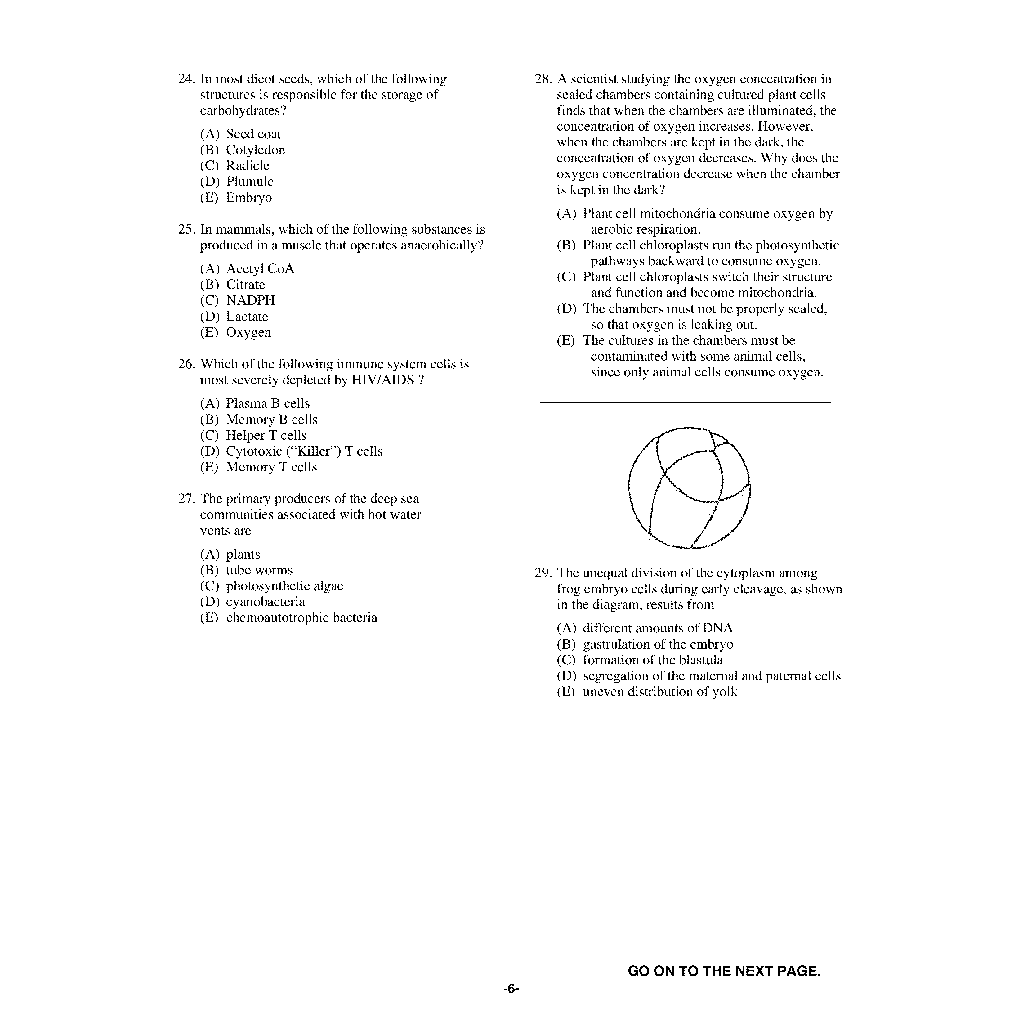 24. In most dicot seeds, which of the following
structures is responsible for the storage of
carbohydrates?
(A) Seed coat
(B) Cotyledon
(C) Radicle
(D) Plumule
(E) Embryo
25. In mammals, which of the following substances is
produced in a muscle that operates anaerobically?
(A) Acetyl CoA
(B) Citrate
(C) NADPH
(D) Lactate
(E) Oxygen
26. Which of the following immune system cells is
most severely depleted by HIV/AIDS ?
(A) Plasma B cells
(B) Memory B cells
(C) Helper T cells
(D) Cytotoxic (“Killer”) T cells
(E) Memory T cells
27. The primary producers of the deep sea
communities associated with hot water
vents are
(A) plants
(B) tube worms
(C) photosynthetic algae
(D) cyanobacteria
(E) chemoautotrophic bacteria
28. A scientist studying the oxygen concentration in
sealed chambers containing cultured plant cells
finds that when the chambers are illuminated, the
concentration of oxygen increases. However,
when the chambers are kept in the dark, the
concentration of oxygen decreases. Why does the
oxygen concentration decrease when the chamber
is kept in the dark?
(A) Plant cell mitochondria consume oxygen by
aerobic respiration.
(B) Plant cell chloroplasts run the photosynthetic
pathways backward to consume oxygen.
(C) Plant cell chloroplasts switch their structure
and function and become mitochondria.
(D) The chambers must not be properly sealed,
so that oxygen is leaking out.
(E) The cultures in the chambers must be
contaminated with some animal cells,
since only animal cells consume oxygen.
29. The unequal division of the cytoplasm among
frog embryo cells during early cleavage, as shown
in the diagram, results from
(A) different amounts of DNA
(B) gastrulation of the embryo
(C) formation of the blastula
(D) segregation of the maternal and paternal cells
(E) uneven distribution of yolk
GO ON TO THE NEXT PAGE.
-6-